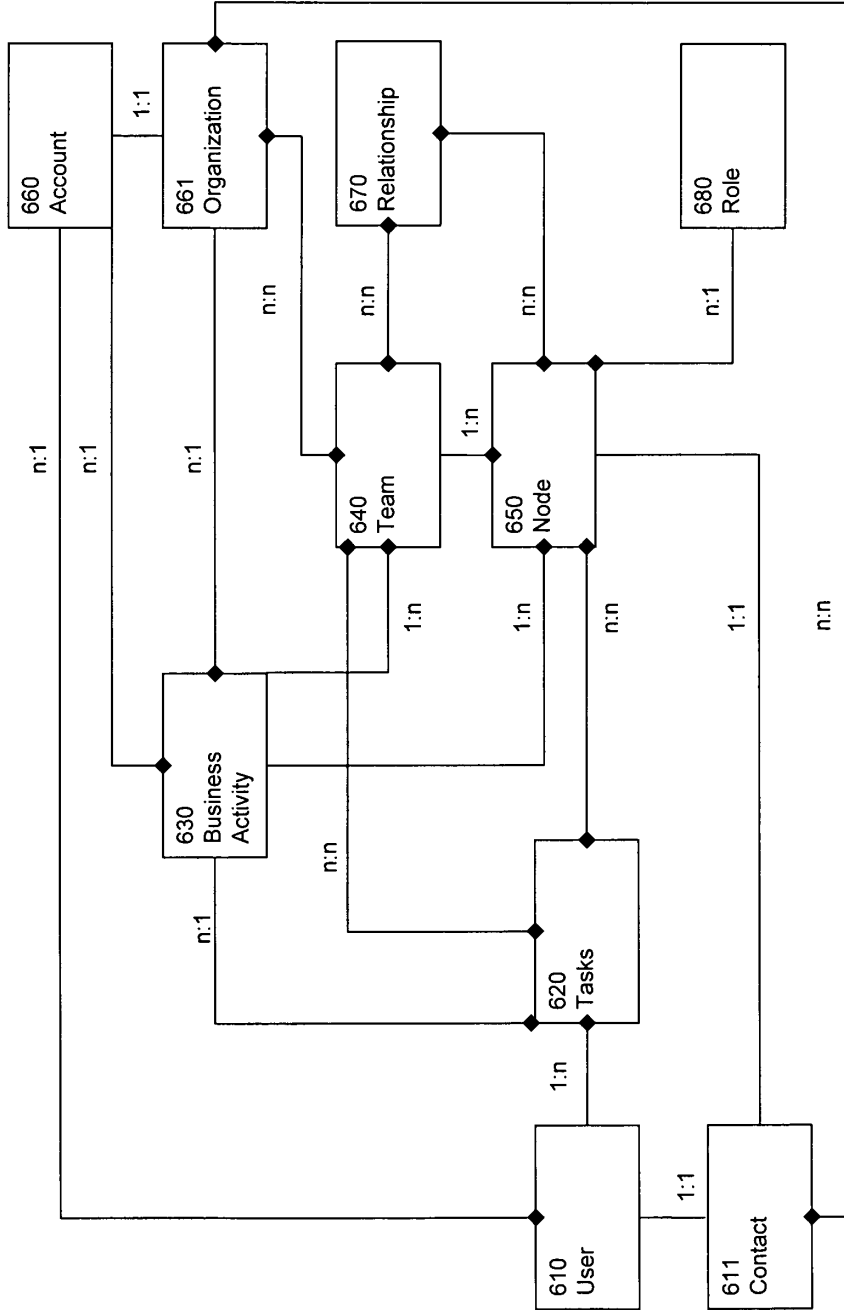 n:1
660
Account
n:1
1:1
630
Business
Activity
661
Organization
n:1
n:1
n:n
n:n
640
Team
n:n
670
Relationship
1:n
1:n
650
Node
1:n
610
User
1:n
620
Tasks
n:n
1:1
n:1
680
Role
611
Contact
1:1
n:n